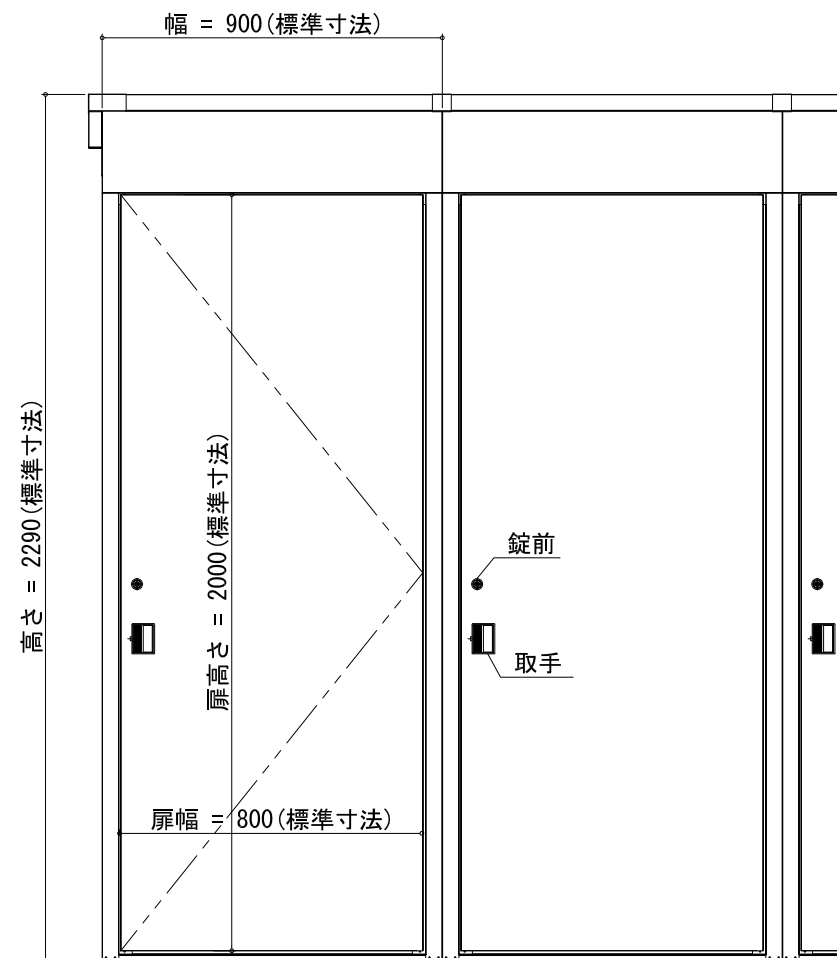 幅 = 900(標準寸法)
高さ = 2290(標準寸法)
扉高さ = 2000(標準寸法)
錠前
取手
扉幅 = 800(標準寸法)